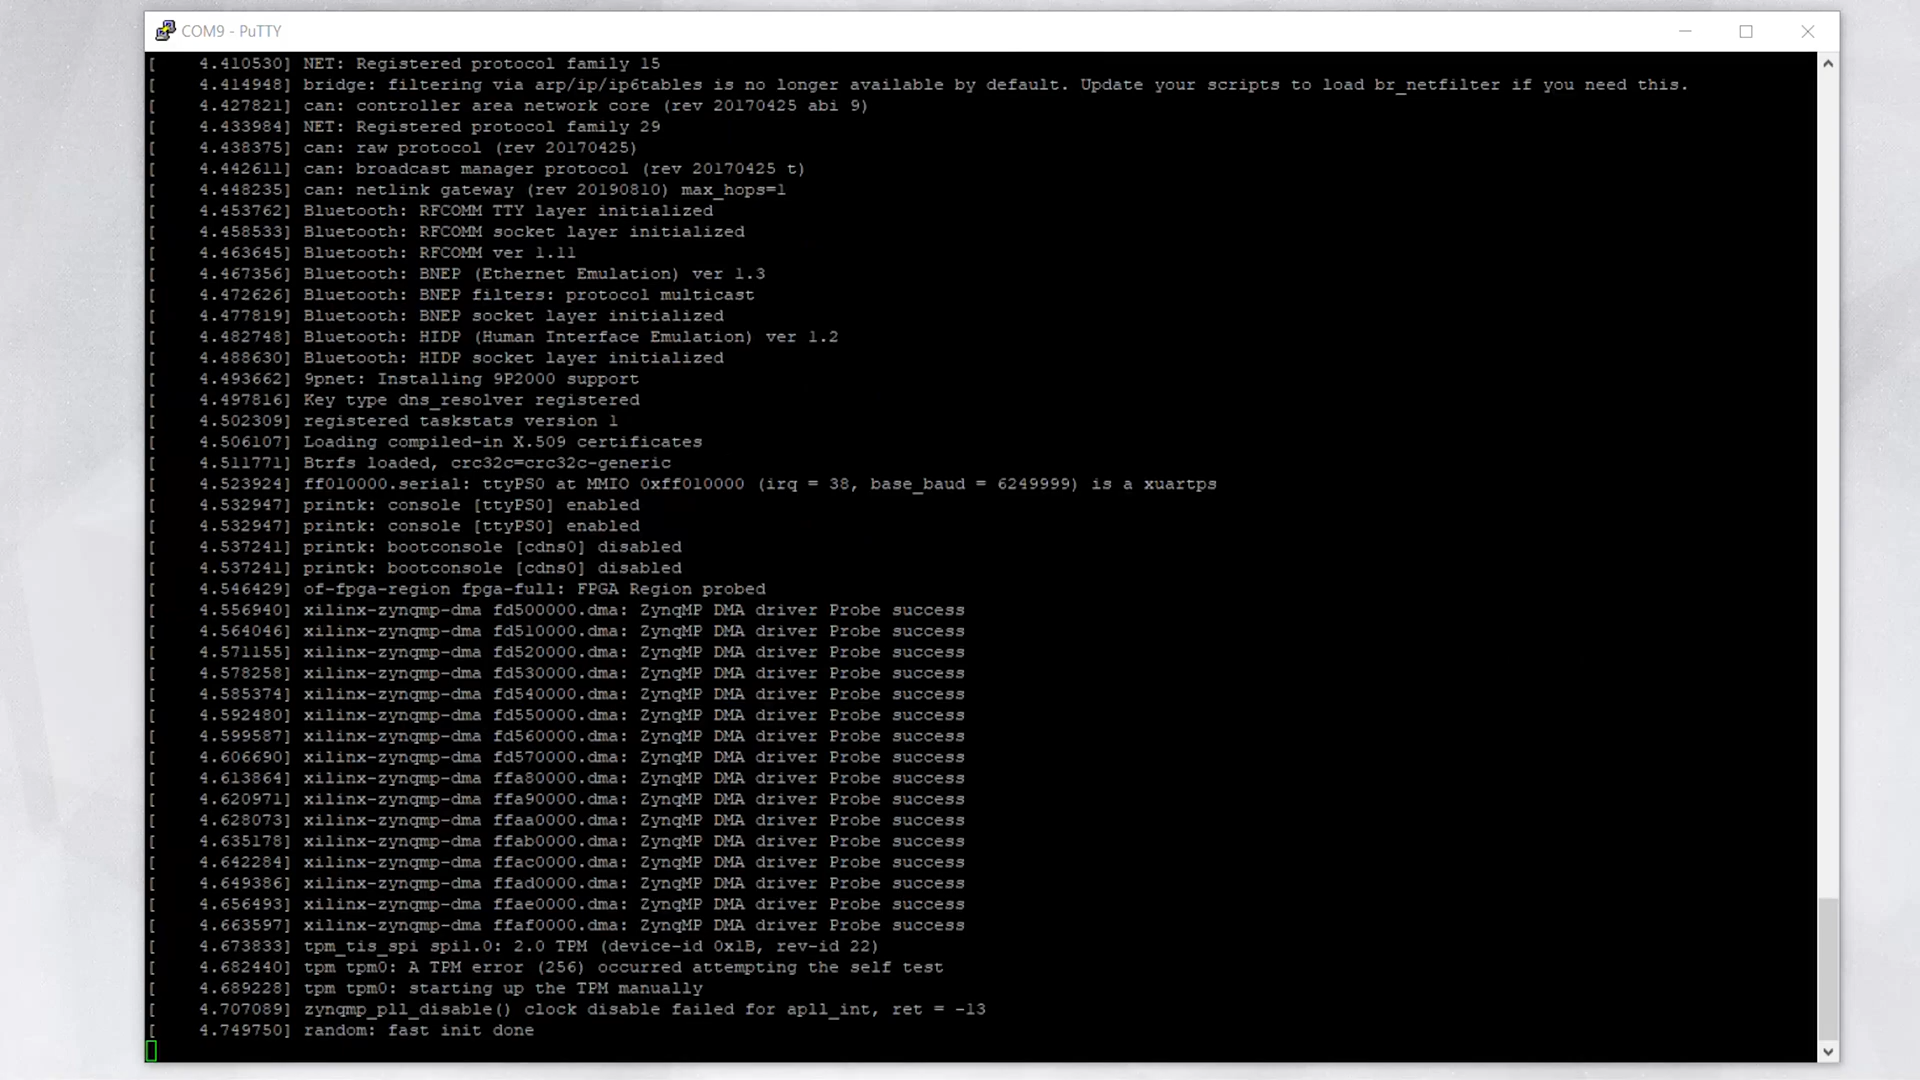 COM9 - PuTTY
[    4.410530] NET: Registered protocol family 15
[    4.414948] bridge: filtering via arp/ip/ip6tables is no longer available by default. Update your scripts to load br_netfilter if you need this.
[    4.427821] can: controller area network core (rev 20170425 abi 9)
[    4.433984] NET: Registered protocol family 29
[    4.438375] can: raw protocol (rev 20170425)
[    4.442611] can: broadcast manager protocol (rev 20170425 t)
[    4.448235] can: netlink gateway (rev 20190810) max_hops=1
[    4.453762] Bluetooth: RFCOMM TTY layer initialized
[    4.458533] Bluetooth: RFCOMM socket layer initialized
[    4.463645] Bluetooth: RFCOMM ver 1.11
[    4.467356] Bluetooth: BNEP (Ethernet Emulation) ver 1.3
[    4.472626] Bluetooth: BNEP filters: protocol multicast
[    4.477819] Bluetooth: BNEP socket layer initialized
[    4.482748] Bluetooth: HIDP (Human Interface Emulation) ver 1.2
[    4.488630] Bluetooth: HIDP socket layer initialized
[    4.493662] 9pnet: Installing 9P2000 support
[    4.497816] Key type dns_resolver registered
[    4.502309] registered taskstats version 1
[    4.506107] Loading compiled-in X.509 certificates
[    4.511771] Btrfs loaded, crc32c=crc32c-generic
[    4.523924] ff010000.serial: ttyPS0 at MMIO 0xff010000 (irq = 38, base_baud = 6249999) is a xuartps
[    4.532947] printk: console [ttyPS0] enabled
[    4.532947] printk: console [ttyPS0] enabled
[    4.537241] printk: bootconsole [cdns0] disabled
[    4.537241] printk: bootconsole [cdns0] disabled
[    4.546429] of-fpga-region fpga-full: FPGA Region probed
[    4.556940] xilinx-zynqmp-dma fd500000.dma: ZynqMP DMA driver Probe success
[    4.564046] xilinx-zynqmp-dma fd510000.dma: ZynqMP DMA driver Probe success
[    4.571155] xilinx-zynqmp-dma fd520000.dma: ZynqMP DMA driver Probe success
[    4.578258] xilinx-zynqmp-dma fd530000.dma: ZynqMP DMA driver Probe success
[    4.585374] xilinx-zynqmp-dma fd540000.dma: ZynqMP DMA driver Probe success
[    4.592480] xilinx-zynqmp-dma fd550000.dma: ZynqMP DMA driver Probe success
[    4.599587] xilinx-zynqmp-dma fd560000.dma: ZynqMP DMA driver Probe success
[    4.606690] xilinx-zynqmp-dma fd570000.dma: ZynqMP DMA driver Probe success
[    4.613864] xilinx-zynqmp-dma ffa80000.dma: ZynqMP DMA driver Probe success
[    4.620971] xilinx-zynqmp-dma ffa90000.dma: ZynqMP DMA driver Probe success
[    4.628073] xilinx-zynqmp-dma ffaa0000.dma: ZynqMP DMA driver Probe success
[    4.635178] xilinx-zynqmp-dma ffab0000.dma: ZynqMP DMA driver Probe success
[    4.642284] xilinx-zynqmp-dma ffac0000.dma: ZynqMP DMA driver Probe success
[    4.649386] xilinx-zynqmp-dma ffad0000.dma: ZynqMP DMA driver Probe success
[    4.656493] xilinx-zynqmp-dma ffae0000.dma: ZynqMP DMA driver Probe success
[    4.663597] xilinx-zynqmp-dma ffaf0000.dma: ZynqMP DMA driver Probe success
[    4.673833] tpm_tis_spi spi1.0: 2.0 TPM (device-id 0x1B, rev-id 22)
[    4.682440] tpm tpm0: A TPM error (256) occurred attempting the self test
[    4.689228] tpm tpm0: starting up the TPM manually
[    4.707089] zynqmp_pll_disable() clock disable failed for apll_int, ret = -13
[    4.749750] random: fast init done